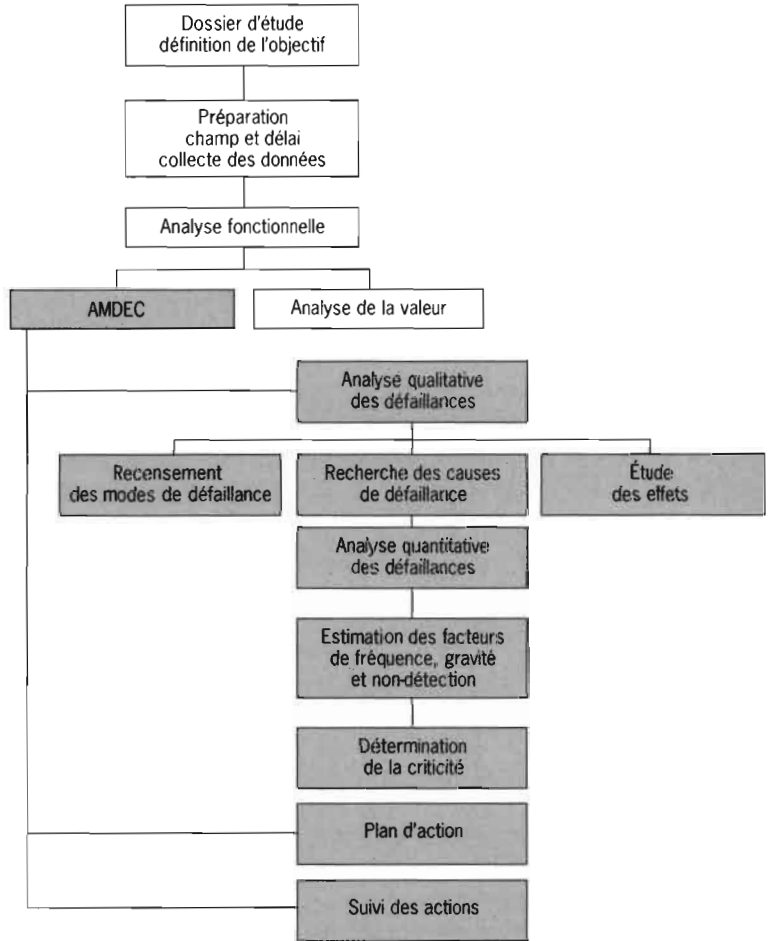 Dossier d'étude
définition de l'objectif
Préparation
champ et délai
collecte des données
Analyse fonctionnelle
AMDEC
Analyse de la valeur
Analyse qualitative
des défaillances
Recensement
des modes de défaillance
Recherche des causes
de défaillance
Étude
des effets
Analyse quantitative
des défaillances
Estimation des facteurs
de fréquence, gravité
et non-détection
Détermination
de la criticité
Plan d'action
Suivi des actions